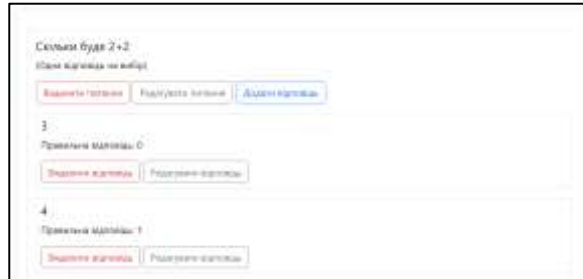 Скільки буде 2+2
(Одна відповідь на вибір)
Видалити питання Редагувати питання Додати відповідь
3
Правильна відповідь: 0
Видалити відповідь Редагувати відповідь
4
Правильна відповідь: 1
Видалити відповідь Редагувати відповідь